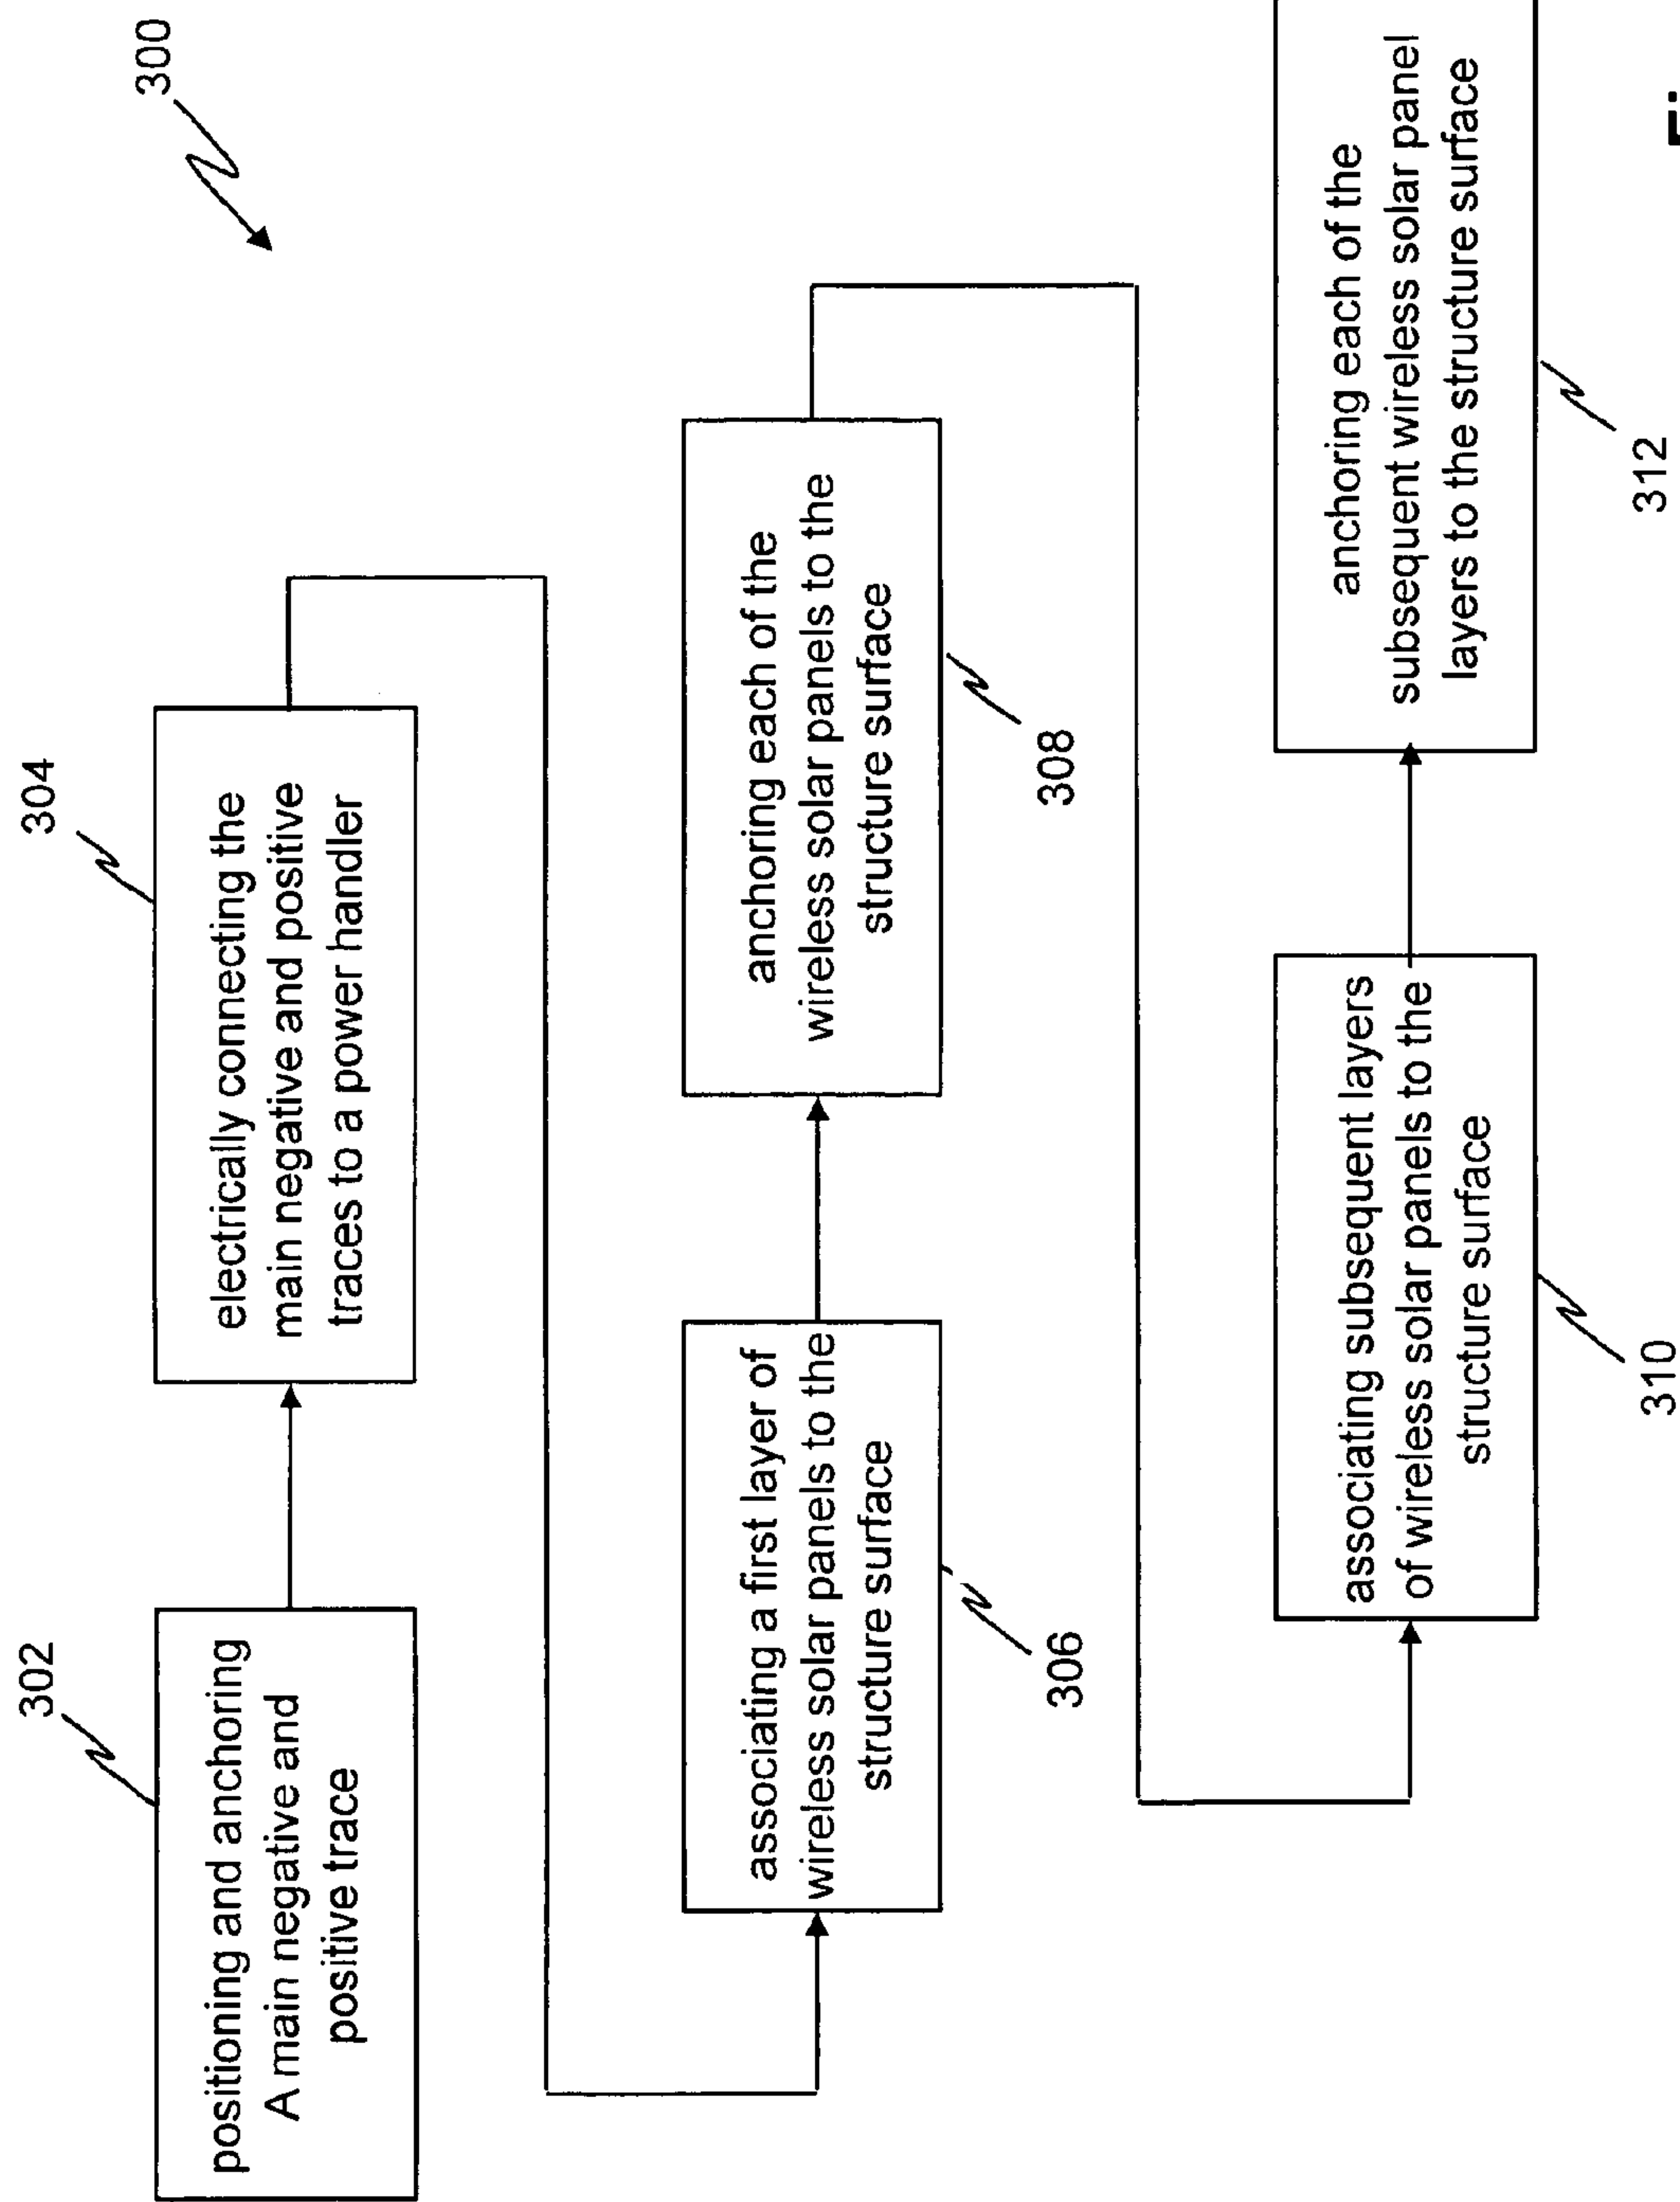 300
302
positioning and anchoring
A main negative and
positive trace
304
electrically connecting the
main negative and positive
traces to a power handler
associating a first layer of
wireless solar panels to the
structure surface
306
anchoring each of the
wireless solar panels to the
structure surface
308
associating subsequent layers
of wireless solar panels to the
structure surface
310
anchoring each of the
subsequent wireless solar panel
layers to the structure surface
312